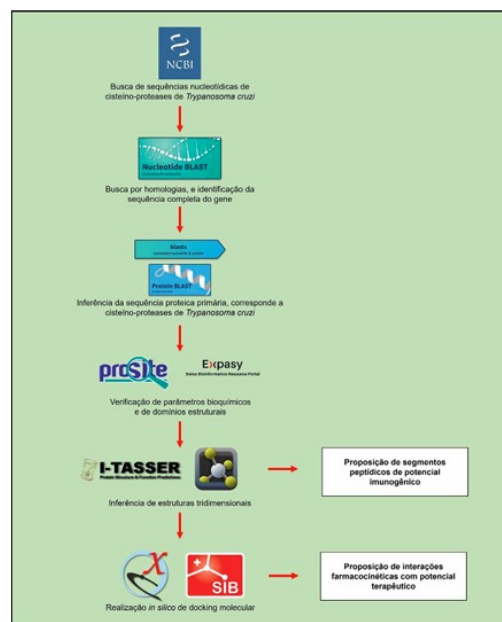 NCBI
Busca de sequências nucleotídicas de
cisteíno-proteases de Trypanosoma cruzi
Nucleotide BLAST
Busca por homologias, e identificação da
sequência completa do gene
blastx
Protein BLAST
Inferência da sequência proteica primária, corresponde a
cisteíno-proteases de Trypanosoma cruzi
prosite
Expasy
Swiss Bioinformatics Resource Portal
Verificação de parâmetros bioquímicos
e de domínios estruturais
I-TASSER
Protein Structure & Function Predictions
Inferência de estruturas tridimensionais
Proposição de segmentos
peptídicos de potencial
imunogênico
X
SIB
Realização in silico de docking molecular
Proposição de interações
farmacocinéticas com potencial
terapêutico